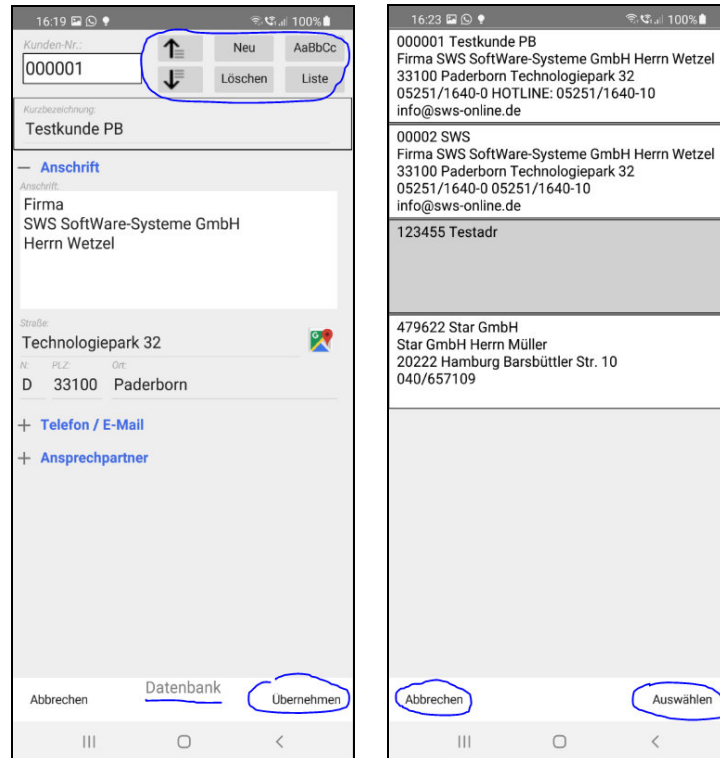 16:19 100%
Kunden-Nr.:
000001
Neu
AaBbCc
Löschen
Liste
Kurzbezeichnung:
Testkunde PB
Anschrift
Anschrift:
Firma
SWS SoftWare-Systeme GmbH
Herrn Wetzel
Straße:
Technologiepark 32
N: PLZ: Ort:
D 33100 Paderborn
+ Telefon / E-Mail
+ Ansprechpartner
Abbrechen Datenbank Übernehmen
16:23 100%
000001 Testkunde PB
Firma SWS SoftWare-Systeme GmbH Herrn Wetzel
33100 Paderborn Technologiepark 32
05251/1640-0 HOTLINE: 05251/1640-10
info@sws-online.de
00002 SWS
Firma SWS SoftWare-Systeme GmbH Herrn Wetzel
33100 Paderborn Technologiepark 32
05251/1640-0 05251/1640-10
info@sws-online.de
123455 Testadr
479622 Star GmbH
Star GmbH Herrn Müller
20222 Hamburg Barsbüttler Str. 10
040/657109
Abbrechen Auswählen